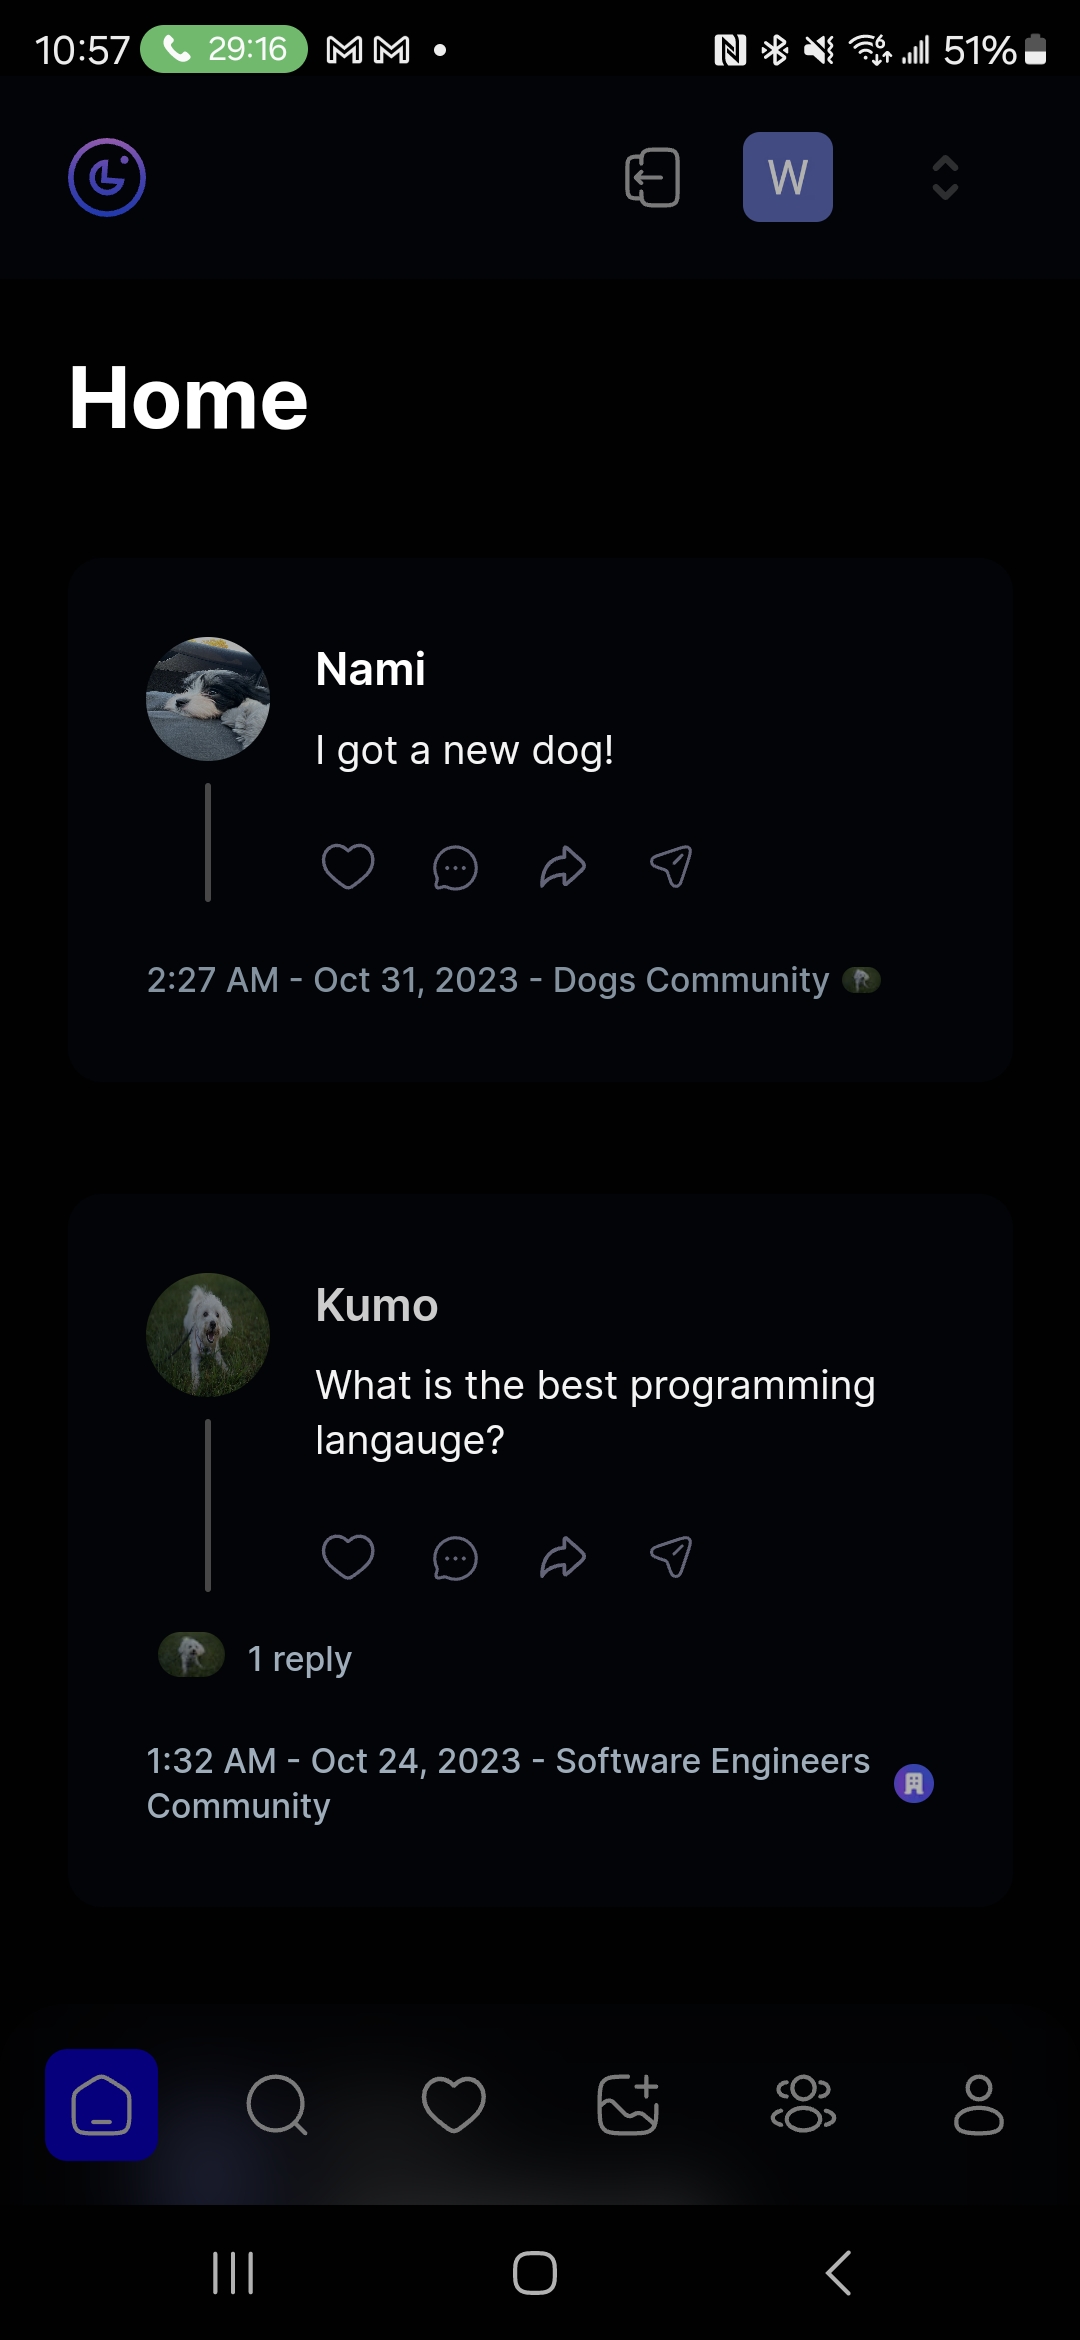 10:57 29:16 51%
W
Home
Nami
I got a new dog!
2:27 AM - Oct 31, 2023 - Dogs Community
Kumo
What is the best programming
langauge?
1 reply
1:32 AM - Oct 24, 2023 - Software Engineers
Community